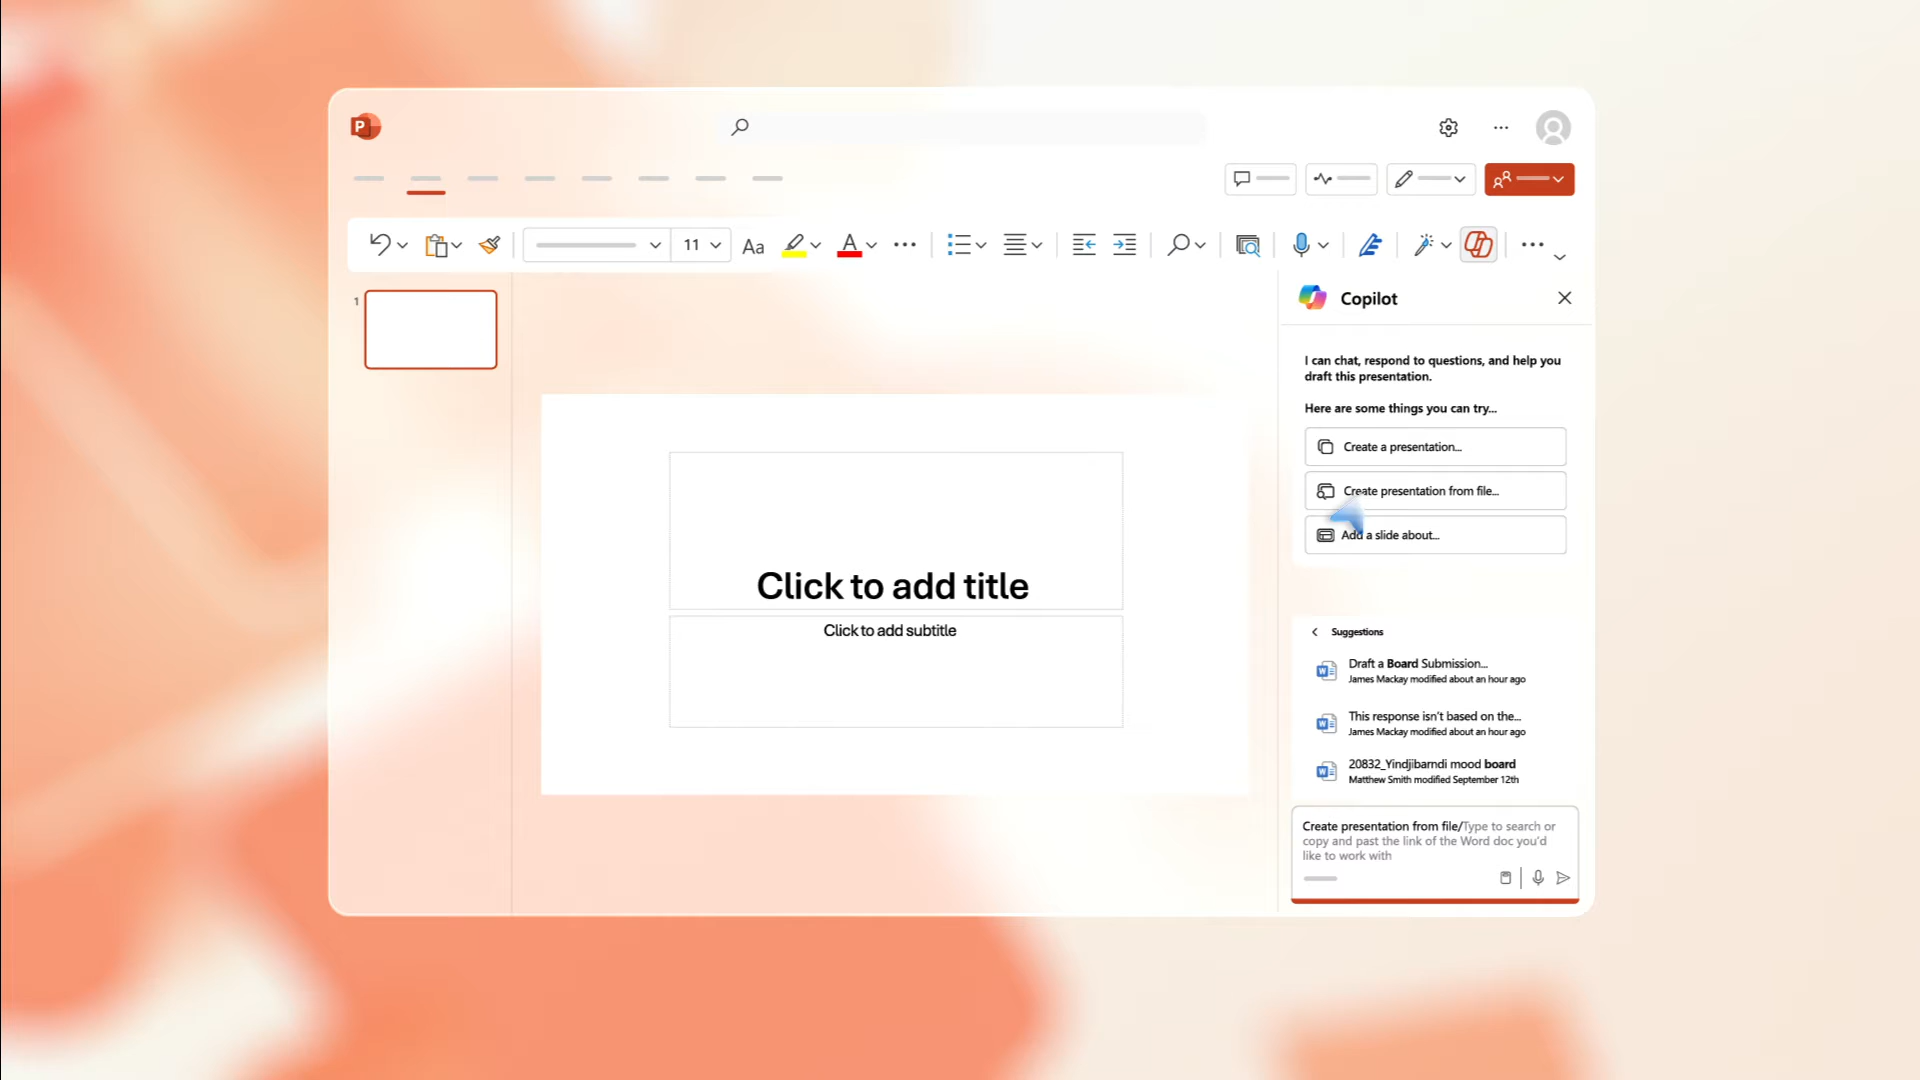 P
11
Aa
A
1
Copilot
I can chat, respond to questions, and help you
draft this presentation.
Here are some things you can try...
Create a presentation...
Create presentation from file...
Add a slide about...
Click to add title
Click to add subtitle
Suggestions
Draft a Board Submission...
James Mackay modified about an hour ago
This response isn't based on the...
James Mackay modified about an hour ago
20832_Yindjibarndi mood board
Matthew Smith modified September 12th
Create presentation from file/Type to search or
copy and past the link of the Word doc you'd
like to work with